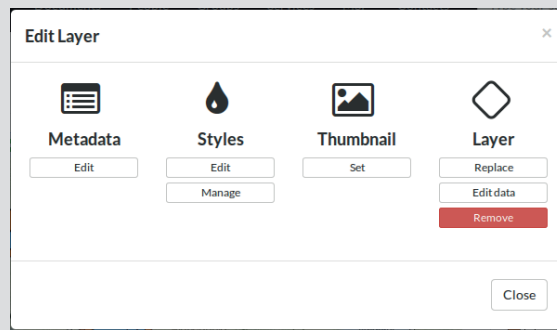 Edit Layer ×
Metadata Styles Thumbnail Layer
Edit Edit Set Replace
Manage Edit data
Remove
Close